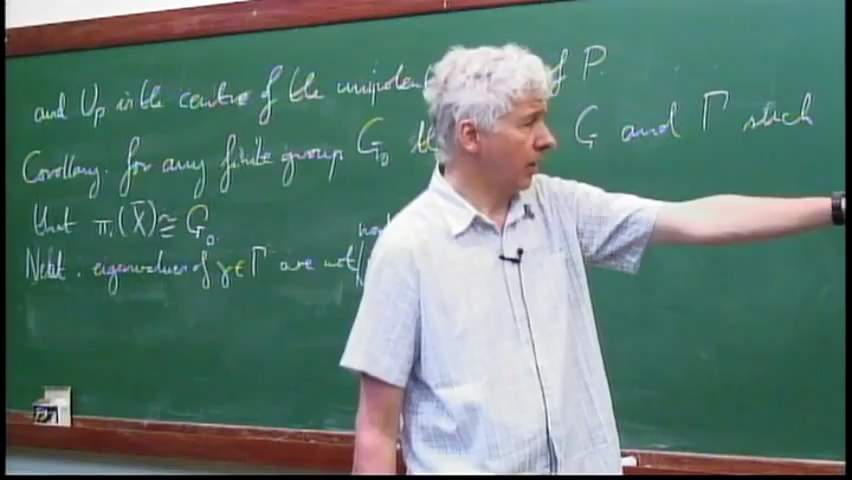 and U_p is the centre of the unipotent of P.
Corollary. for any finite group G_0 G and Γ such
that π_1(X̄) ≅ G_0.
eigenvalues of γ ∈ Γ are not